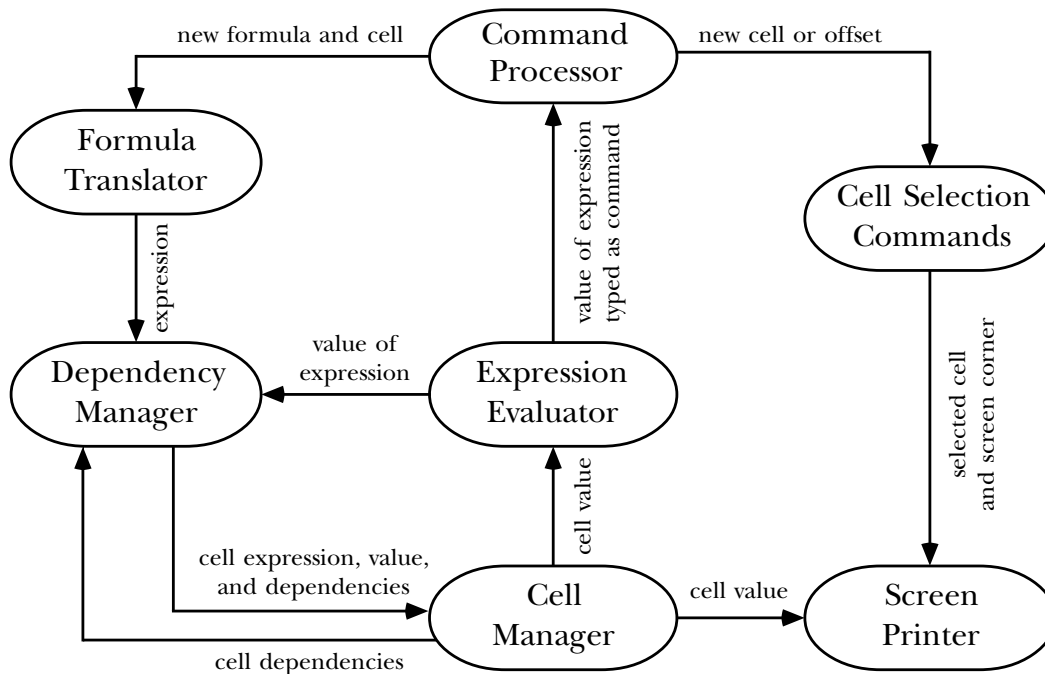 new formula and cell
Command
Processor
new cell or offset
Formula
Translator
value of expression
typed as command
Cell Selection
Commands
expression
Dependency
Manager
value of
expression
Expression
Evaluator
selected cell
and screen corner
cell value
cell expression, value,
and dependencies
Cell
Manager
cell value
Screen
Printer
cell dependencies